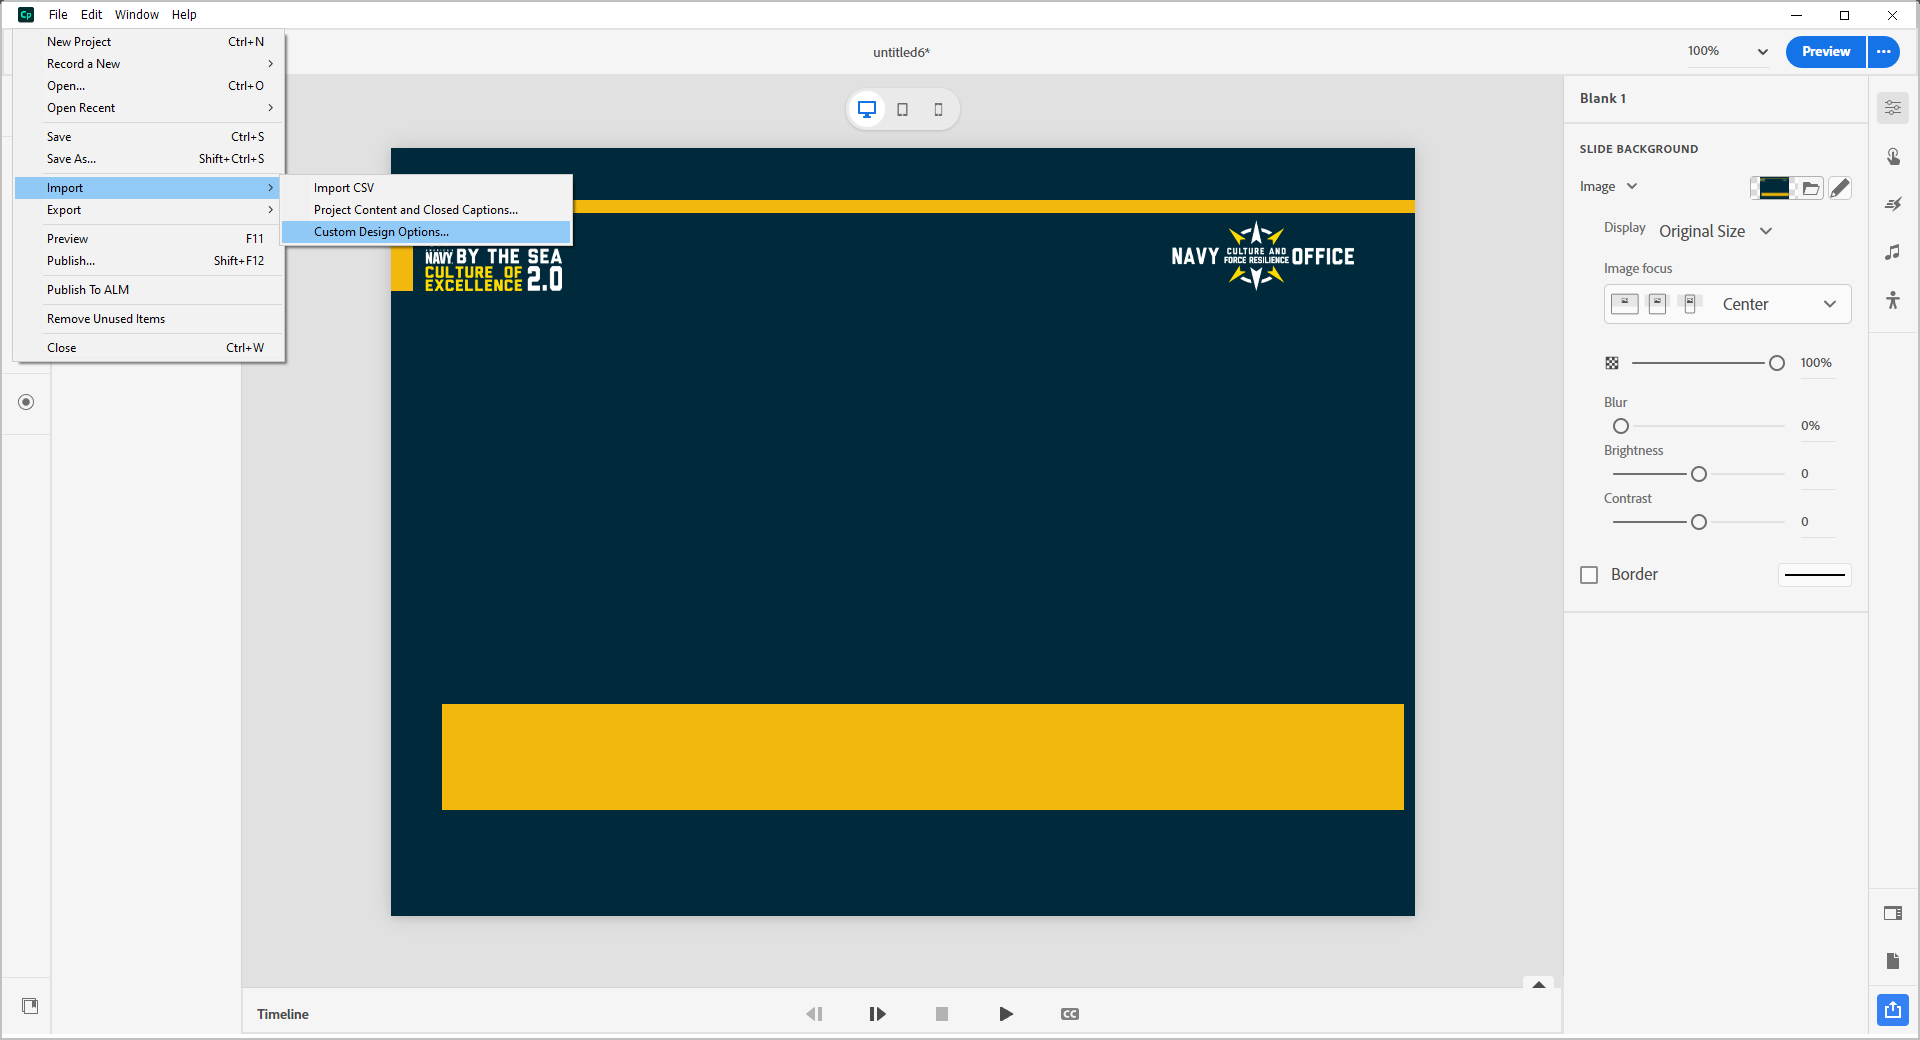 Cp File Edit Window Help
untitled6*
100%
Preview
New Project Ctrl+N
Record a New
Open... Ctrl+O
Open Recent
Save Ctrl+S
Save As... Shift+Ctrl+S
Import
Export
Preview F11
Publish... Shift+F12
Publish To ALM
Remove Unused Items
Close Ctrl+W
Import CSV
Project Content and Closed Captions...
Custom Design Options...
NAVY BY THE SEA
CULTURE OF
EXCELLENCE 2.0
NAVY CULTURE AND FORCE RESILIENCE OFFICE
Blank 1
SLIDE BACKGROUND
Image
Display Original Size
Image focus
Center
100%
Blur
0%
Brightness
0
Contrast
0
Border
Timeline
CC